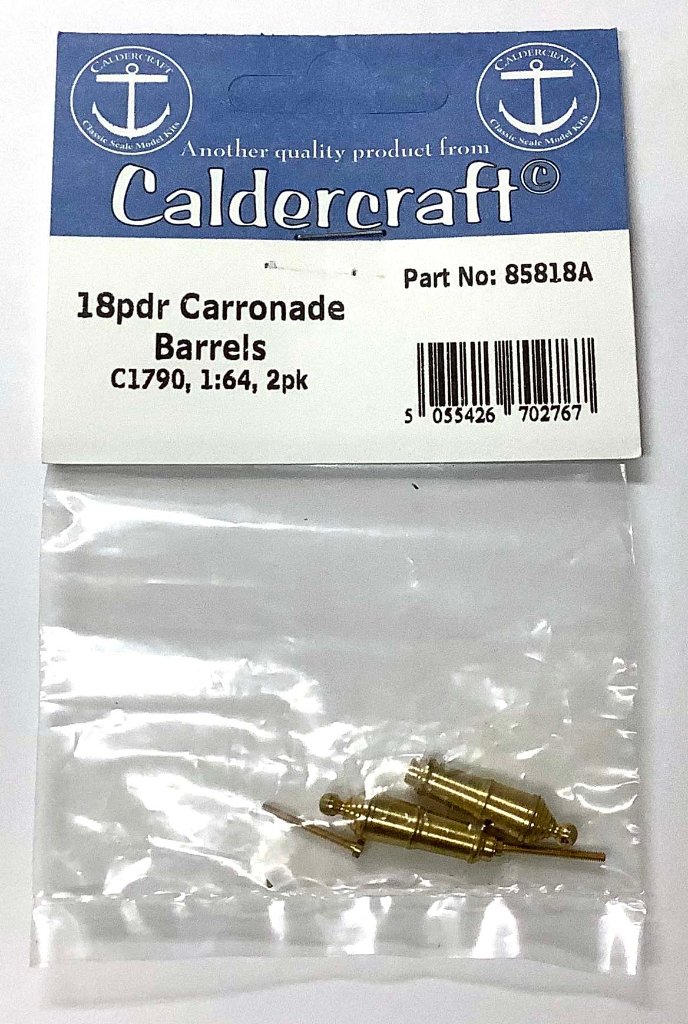 CALDERCRAFT
Classic Scale Model Kits
CALDERCRAFT
Classic Scale Model Kits
Another quality product from
Caldercraft©
Part No: 85818A
18pdr Carronade
Barrels
C1790, 1:64, 2pk
5 055426 702767